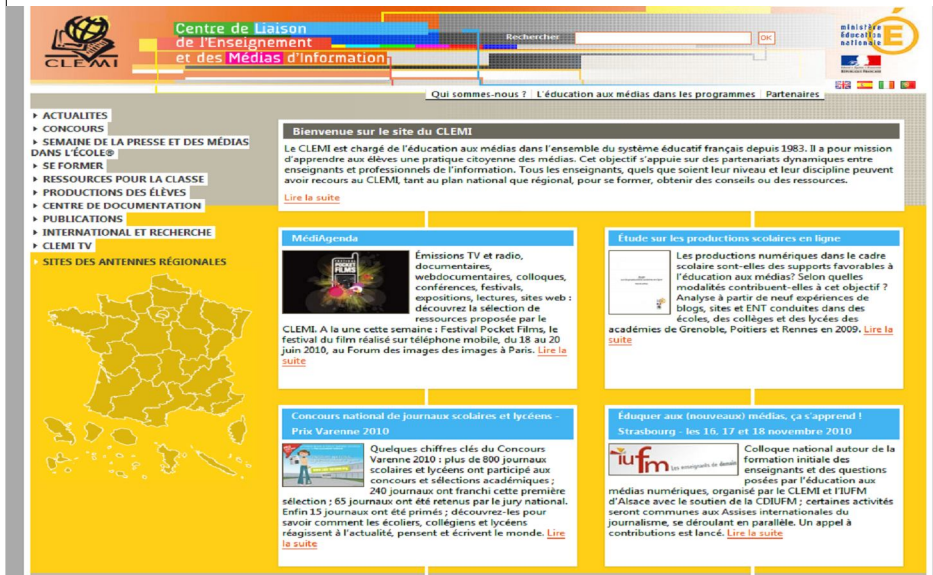 CLEMI
Centre de Liaison
de l'Enseignement
et des Médias d'Information
Rechercher
OK
ministère
éducation
nationale
RÉPUBLIQUE FRANÇAISE
Qui sommes-nous ? | L'éducation aux médias dans les programmes | Partenaires
ACTUALITES
CONCOURS
SEMAINE DE LA PRESSE ET DES MÉDIAS
DANS L'ÉCOLE®
SE FORMER
RESSOURCES POUR LA CLASSE
PRODUCTIONS DES ÉLÈVES
CENTRE DE DOCUMENTATION
PUBLICATIONS
INTERNATIONAL ET RECHERCHE
CLEMI TV
SITES DES ANTENNES RÉGIONALES
Bienvenue sur le site du CLEMI
Le CLEMI est chargé de l'éducation aux médias dans l'ensemble du système éducatif français depuis 1983. Il a pour mission
d'apprendre aux élèves une pratique citoyenne des médias. Cet objectif s'appuie sur des partenariats dynamiques entre
enseignants et professionnels de l'information. Tous les enseignants, quels que soient leur niveau et leur discipline peuvent
avoir recours au CLEMI, tant au plan national que régional, pour se former, obtenir des conseils ou des ressources.
Lire la suite
MédiAgenda
FESTIVAL
POCKET
FILMS
Émissions TV et radio,
documentaires,
webdocumentaires, colloques,
conférences, festivals,
expositions, lectures, sites web :
découvrez la sélection de
ressources proposée par le
CLEMI. A la une cette semaine : Festival Pocket Films, le
festival du film réalisé sur téléphone mobile, du 18 au 20
juin 2010, au Forum des images des images à Paris. Lire la
suite
Étude sur les productions scolaires en ligne
Les productions numériques dans le cadre
scolaire sont-elles des supports favorables à
l'éducation aux médias? Selon quelles
modalités contribuent-elles à cet objectif ?
Analyse à partir de neuf expériences de
blogs, sites et ENT conduites dans des
écoles, des collèges et des lycées des
académies de Grenoble, Poitiers et Rennes en 2009. Lire la
suite
Concours national de journaux scolaires et lycéens -
Prix Varenne 2010
Quelques chiffres clés du Concours
Varenne 2010 : plus de 800 journaux
scolaires et lycéens ont participé aux
concours et sélections académiques ;
240 journaux ont franchi cette première
sélection ; 65 journaux ont été retenus par le jury national.
Enfin 15 journaux ont été primés ; découvrez-les pour
savoir comment les écoliers, collégiens et lycéens
réagissent à l'actualité, pensent et écrivent le monde. Lire
la suite
Éduquer aux (nouveaux) médias, ça s'apprend !
Strasbourg - les 16, 17 et 18 novembre 2010
iufm Les enseignants de demain
Colloque national autour de la
formation initiale des
enseignants et des questions
posées par l'éducation aux
médias numériques, organisé par le CLEMI et l'IUFM
d'Alsace avec le soutien de la CDIUFM ; certaines activités
seront communes aux Assises internationales du
journalisme, se déroulant en parallèle. Un appel à
contributions est lancé. Lire la suite